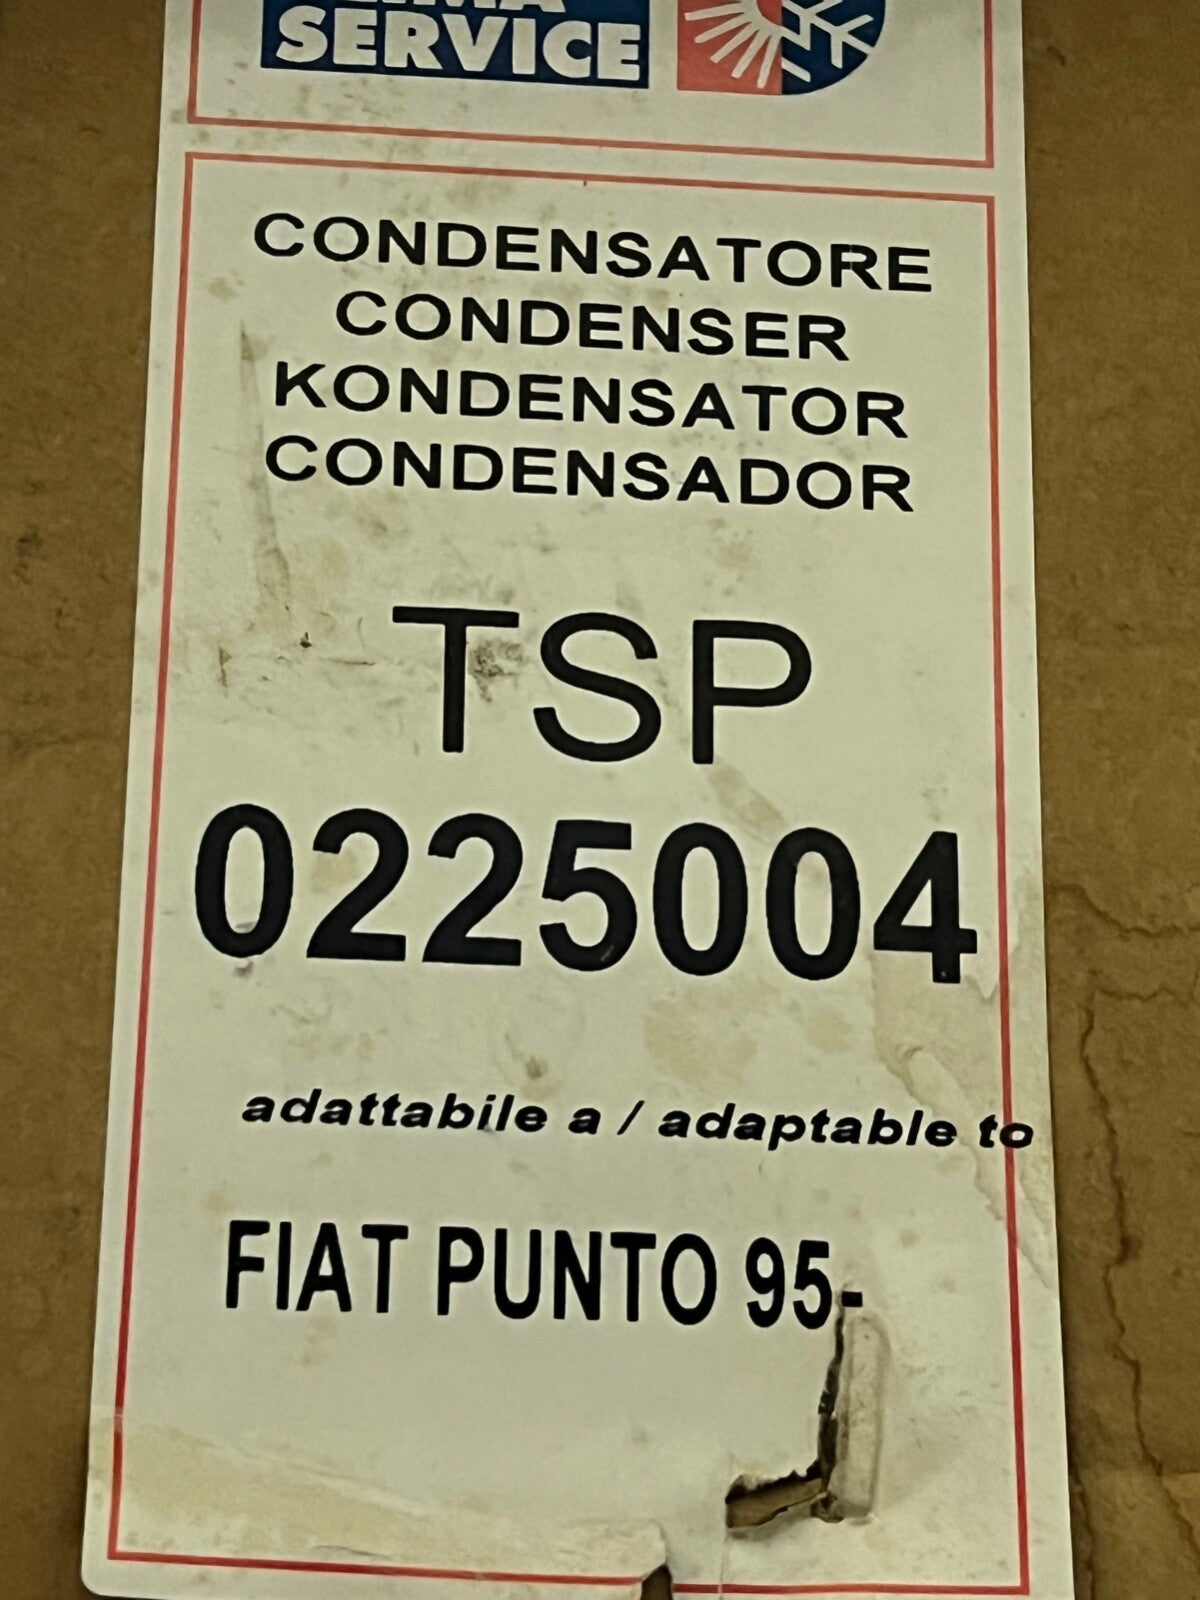 SERVICE
CONDENSATORE
CONDENSER
KONDENSATOR
CONDENSADOR
TSP
0225004
adattabile a / adaptable to
FIAT PUNTO 95-